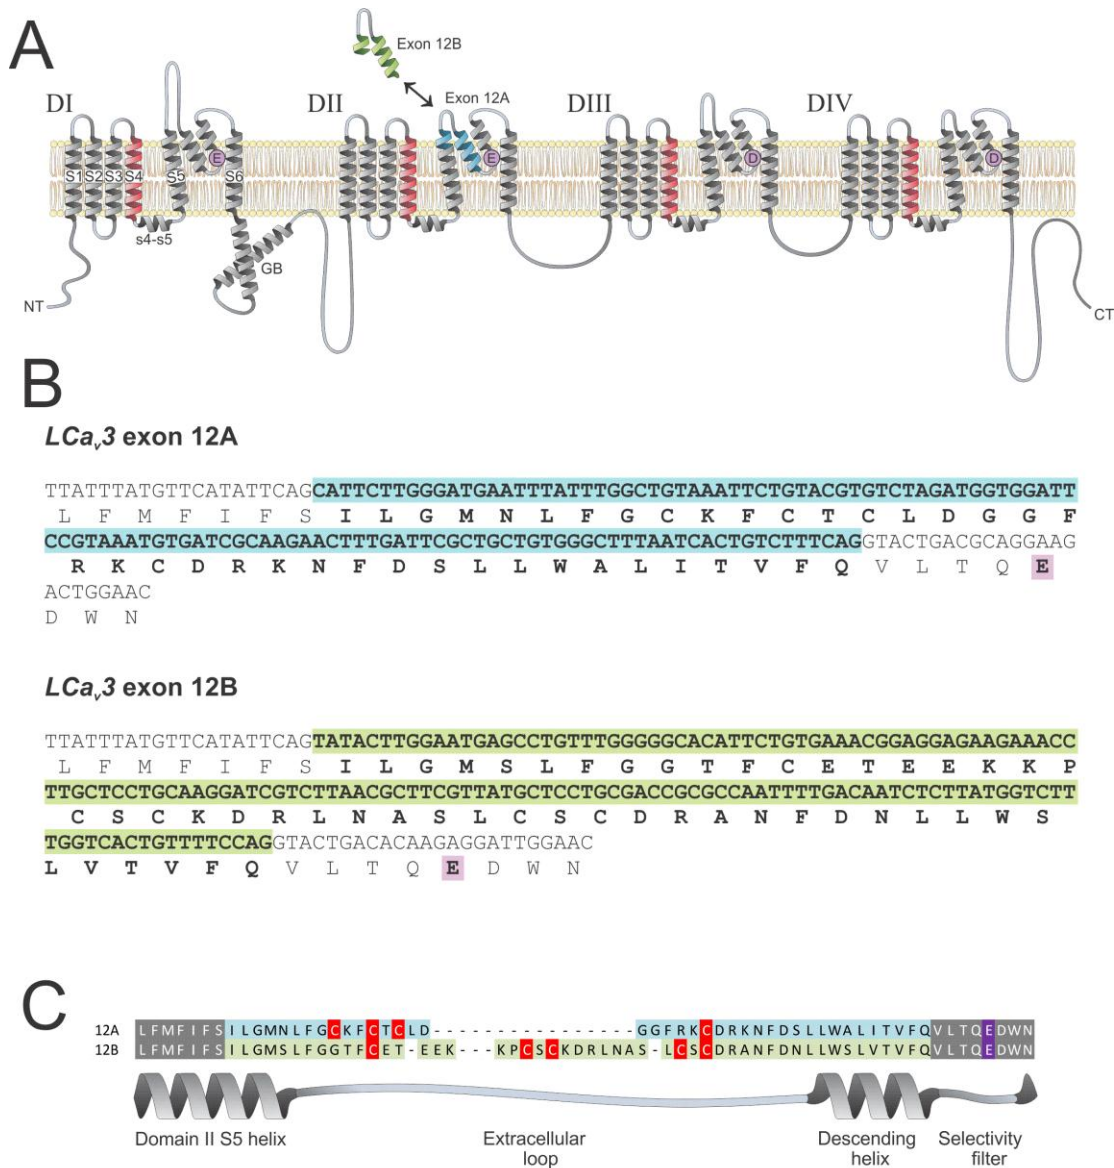 A
Exon 12B
Exon 12A
DI
DII
DIII
DIV
E
E
D
D
S1 S2 S3 S4 S5 S6
s4-s5
GB
NT
CT
B
LCav3 exon 12A
TTATTTATGTTCATATTCAGCATTCTTGGGATGAATTTATTTGGCTGTAAATTCTGTACGTGTCTAGATGGTGGATT
L F M F I F S I L G M N L F G C K F C T C L D G G F
CCGTAAATGTGATCGCAAGAACTTTGATTCGCTGCTGTGGGCTTTAATCACTGTCTTTCAGGTACTGACGCAGGAAG
R K C D R K N F D S L L W A L I T V F Q V L T Q E
ACTGGAAC
D W N
LCav3 exon 12B
TTATTTATGTTCATATTCAGTATACTTGGAATGAGCCTGTTTGGGGGCACATTCTGTGAAACGGAGGAGAAGAAACC
L F M F I F S I L G M S L F G G T F C E T E E K K P
TTGCTCCTGCAAGGATCGTCTTAACGCTTCGTTATGCTCCTGCGACCGCGCCAATTTTGACAATCTCTTATGGTCTT
C S C K D R L N A S L C S C D R A N F D N L L W S
TGGTCACTGTTTTCCAGGTACTGACACAAGAGGATTGGAAC
L V T V F Q V L T Q E D W N
C
12A LFMFIFSILGMNLFGCKFCTCLD----------------GGFRKCDRKNFDSLLWALITVFQVLTQEDWN
12B LFMFIFSILGMSLFGGTFCET-EEK---KPCSCKDRLNAS-LCSCDRANFDNLLWSLVTVFQVLTQEDWN
Domain II S5 helix
Extracellular
loop
Descending
helix
Selectivity
filter